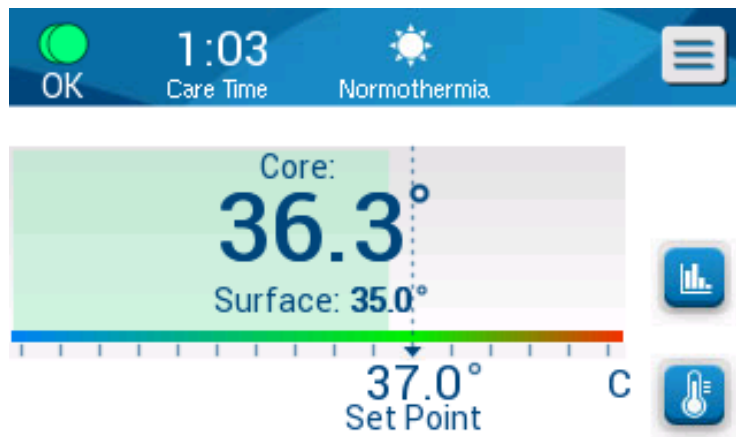 OK
1:03
Care Time
Normothermia
Core:
36.3°
Surface: 35.0°
37.0° C
Set Point